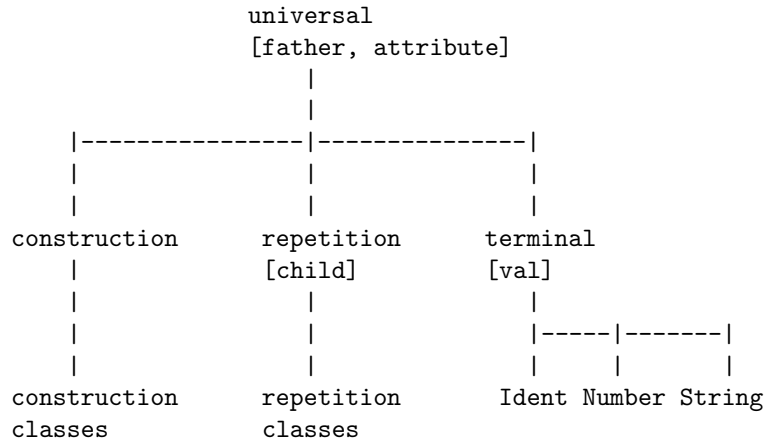 universal
[father, attribute]
construction repetition terminal
[child] [val]
construction repetition Ident Number String
classes classes